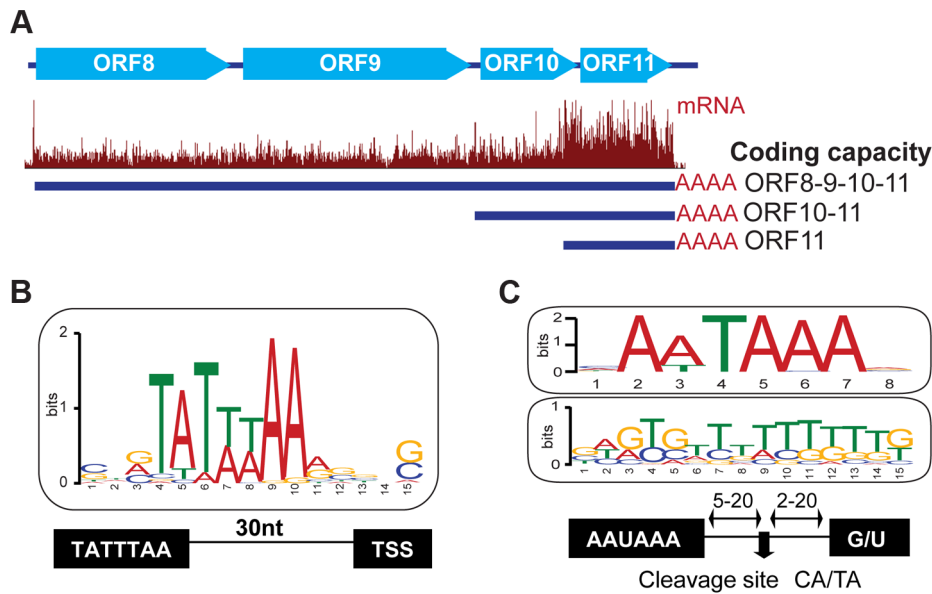 A
ORF8 ORF9 ORF10 ORF11
mRNA
Coding capacity
AAAA ORF8-9-10-11
AAAA ORF10-11
AAAA ORF11
B
2
bits
1
0
1 2 3 4 5 6 7 8 9 10 11 12 13 14 15
TATTTAA 30nt TSS
C
2
bits
1
0
A A T A A A
1 2 3 4 5 6 7 8
1
bits
0
1 2 3 4 5 6 7 8 9 10 11 12 13 14 15
5-20 2-20
AAUAAA G/U
Cleavage site CA/TA